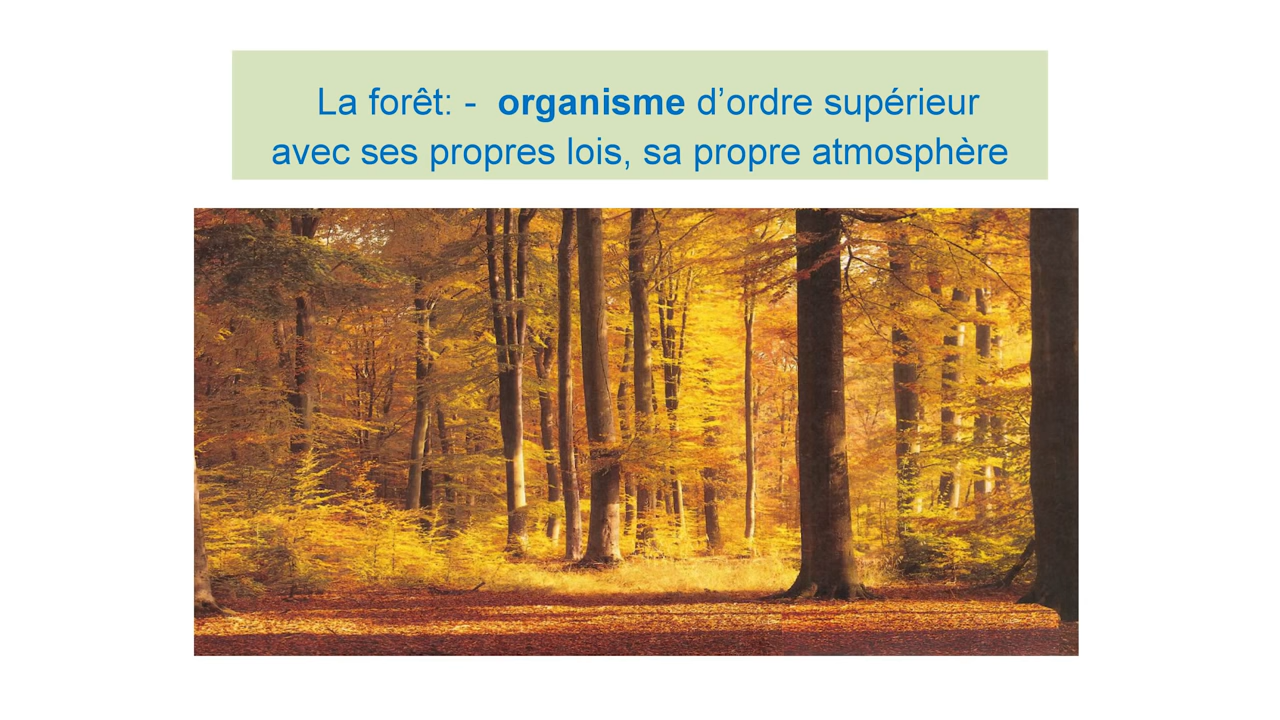 La forêt: - organisme d’ordre supérieur
avec ses propres lois, sa propre atmosphère